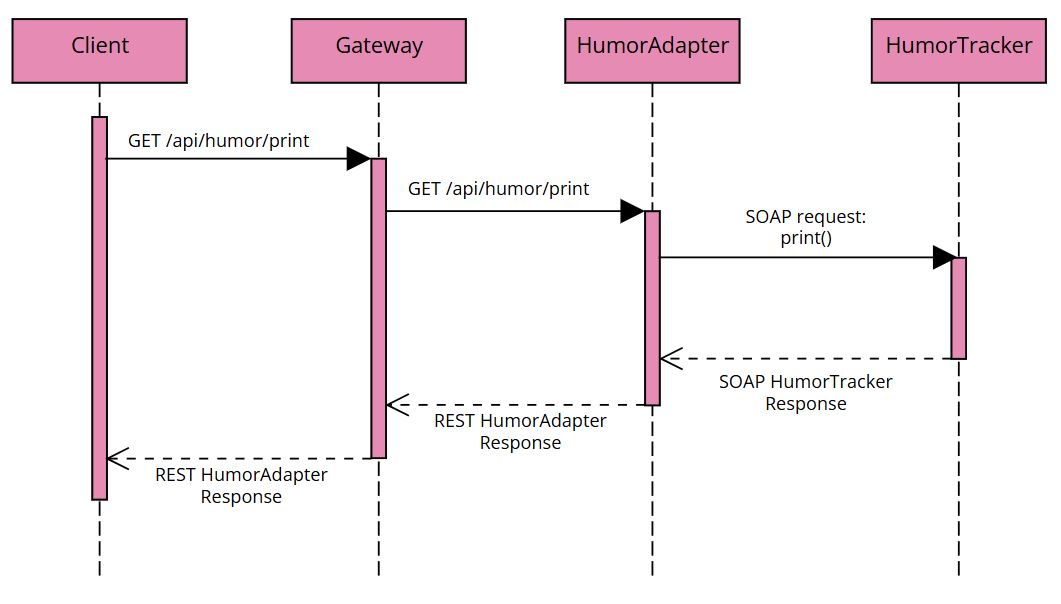 Client
Gateway
HumorAdapter
HumorTracker
GET /api/humor/print
GET /api/humor/print
SOAP request:
print()
SOAP HumorTracker
Response
REST HumorAdapter
Response
REST HumorAdapter
Response